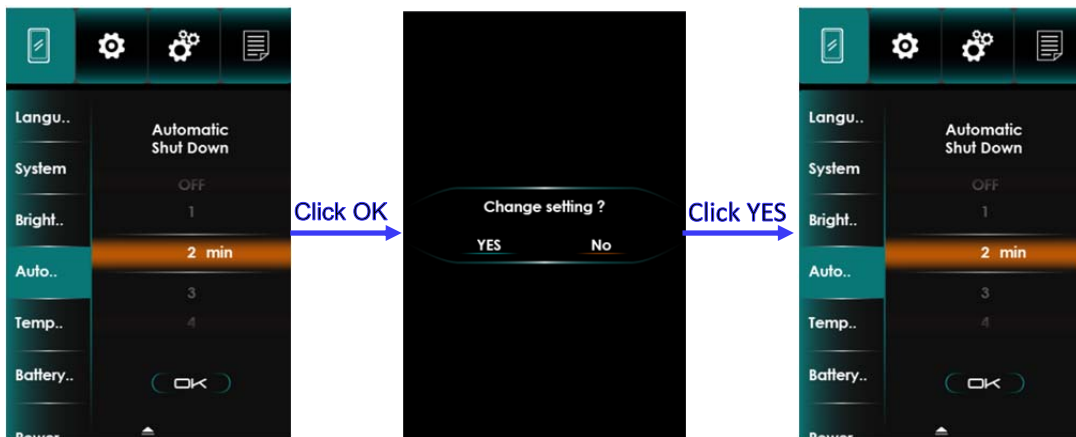 Langu..
System
Bright..
Auto..
Temp..
Battery..
Power
Automatic
Shut Down
OFF
1
2 min
3
4
OK
Click OK
Change setting ?
YES No
Click YES
Langu..
System
Bright..
Auto..
Temp..
Battery..
Power
Automatic
Shut Down
OFF
1
2 min
3
4
OK